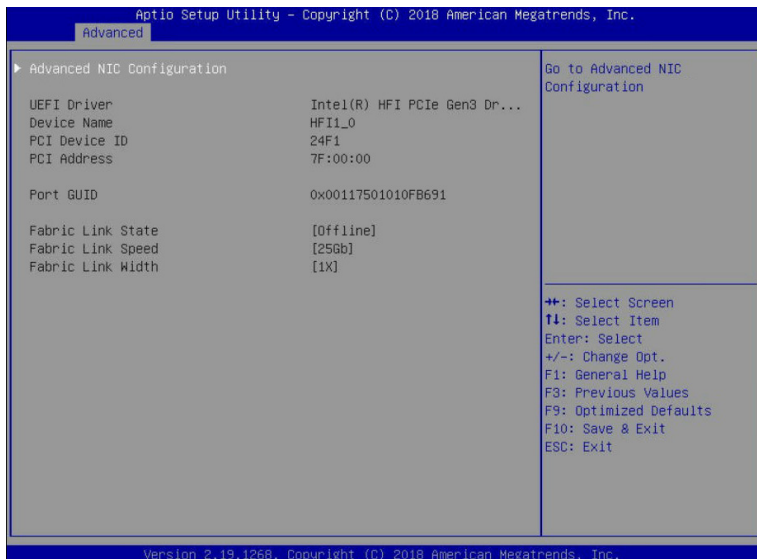 Aptio Setup Utility – Copyright (C) 2018 American Megatrends, Inc.
Advanced
Advanced NIC Configuration
UEFI Driver Intel(R) HFI PCIe Gen3 Dr...
Device Name HFI1_0
PCI Device ID 24F1
PCI Address 7F:00:00
Port GUID 0x00117501010FB691
Fabric Link State [Offline]
Fabric Link Speed [25Gb]
Fabric Link Width [1X]
Go to Advanced NIC
Configuration
→←: Select Screen
↑↓: Select Item
Enter: Select
+/-: Change Opt.
F1: General Help
F3: Previous Values
F9: Optimized Defaults
F10: Save & Exit
ESC: Exit
Version 2.19.1268. Copyright (C) 2018 American Megatrends, Inc.